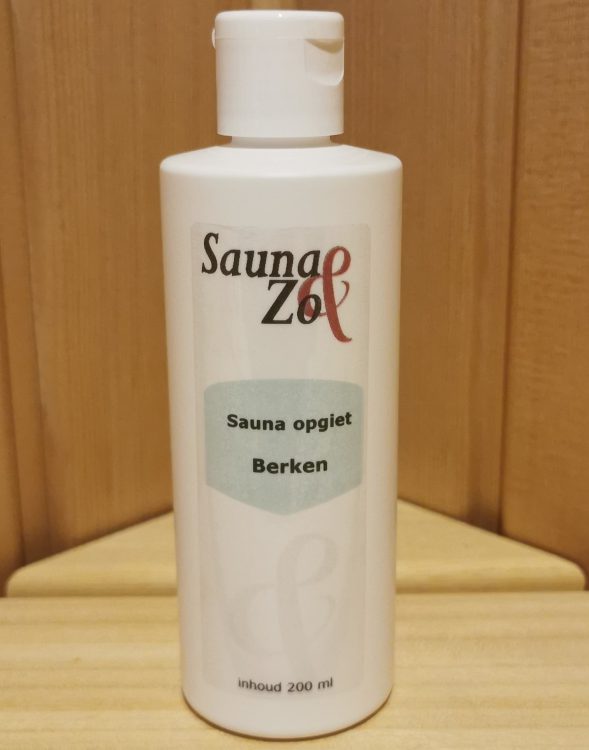 Sauna &
Zo
Sauna opgiet
Berken
inhoud 200 ml